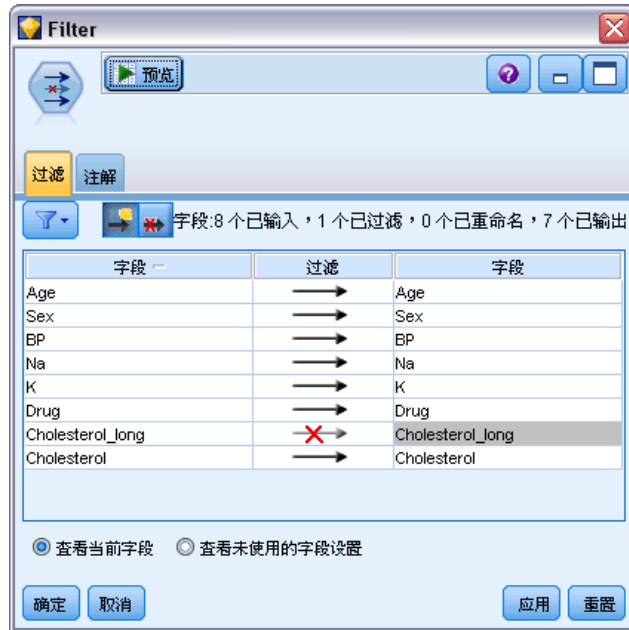 Filter
预览
过滤 注解
字段:8 个已输入，1 个已过滤，0 个已重命名，7 个已输出
字段 过滤 字段
Age Age
Sex Sex
BP BP
Na Na
K K
Drug Drug
Cholesterol_long Cholesterol_long
Cholesterol Cholesterol
查看当前字段 查看未使用的字段设置
确定 取消 应用 重置